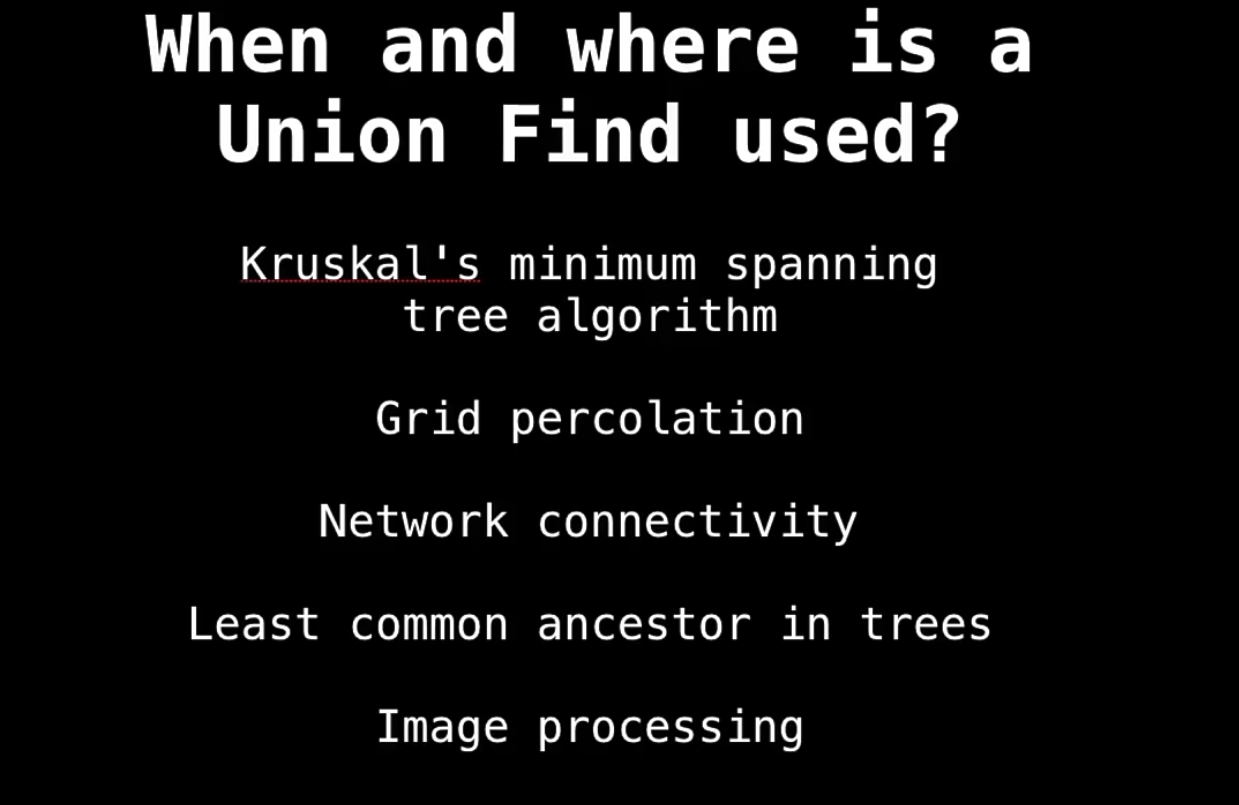 When and where is a
Union Find used?
Kruskal's minimum spanning
tree algorithm
Grid percolation
Network connectivity
Least common ancestor in trees
Image processing